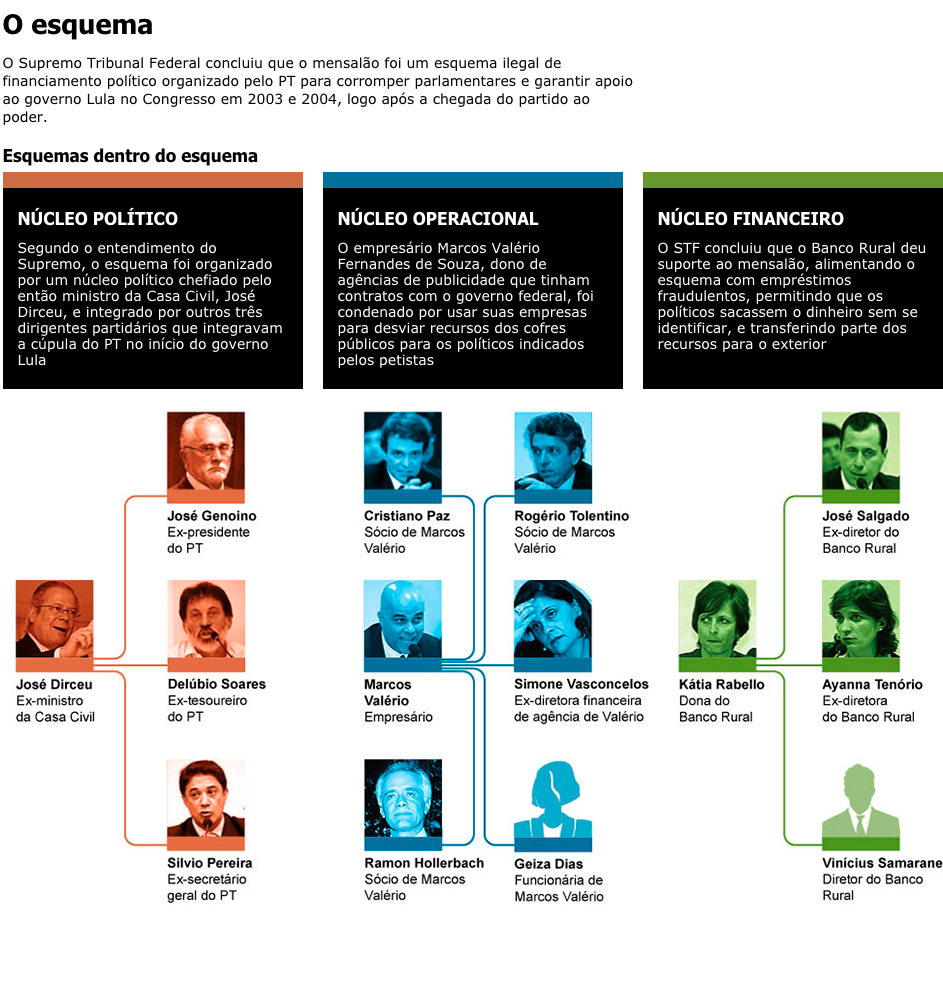 O esquema
O Supremo Tribunal Federal concluiu que o mensalão foi um esquema ilegal de
financiamento político organizado pelo PT para corromper parlamentares e garantir apoio
ao governo Lula no Congresso em 2003 e 2004, logo após a chegada do partido ao
poder.
Esquemas dentro do esquema
NÚCLEO POLÍTICO
Segundo o entendimento do
Supremo, o esquema foi organizado
por um núcleo político chefiado pelo
então ministro da Casa Civil, José
Dirceu, e integrado por outros três
dirigentes partidários que integravam
a cúpula do PT no início do governo
Lula
NÚCLEO OPERACIONAL
O empresário Marcos Valério
Fernandes de Souza, dono de
agências de publicidade que tinham
contratos com o governo federal, foi
condenado por usar suas empresas
para desviar recursos dos cofres
públicos para os políticos indicados
pelos petistas
NÚCLEO FINANCEIRO
O STF concluiu que o Banco Rural deu
suporte ao mensalão, alimentando o
esquema com empréstimos
fraudulentos, permitindo que os
políticos sacassem o dinheiro sem se
identificar, e transferindo parte dos
recursos para o exterior
José Genoino
Ex-presidente
do PT
José Dirceu
Ex-ministro
da Casa Civil
Delúbio Soares
Ex-tesoureiro
do PT
Silvio Pereira
Ex-secretário
geral do PT
Cristiano Paz
Sócio de Marcos
Valério
Rogério Tolentino
Sócio de Marcos
Valério
Marcos
Valério
Empresário
Simone Vasconcelos
Ex-diretora financeira
de agência de Valério
Ramon Hollerbach
Sócio de Marcos
Valério
Geiza Dias
Funcionária de
Marcos Valério
José Salgado
Ex-diretor do
Banco Rural
Kátia Rabello
Dona do
Banco Rural
Ayanna Tenório
Ex-diretora
do Banco Rural
Vinícius Samarane
Diretor do Banco
Rural